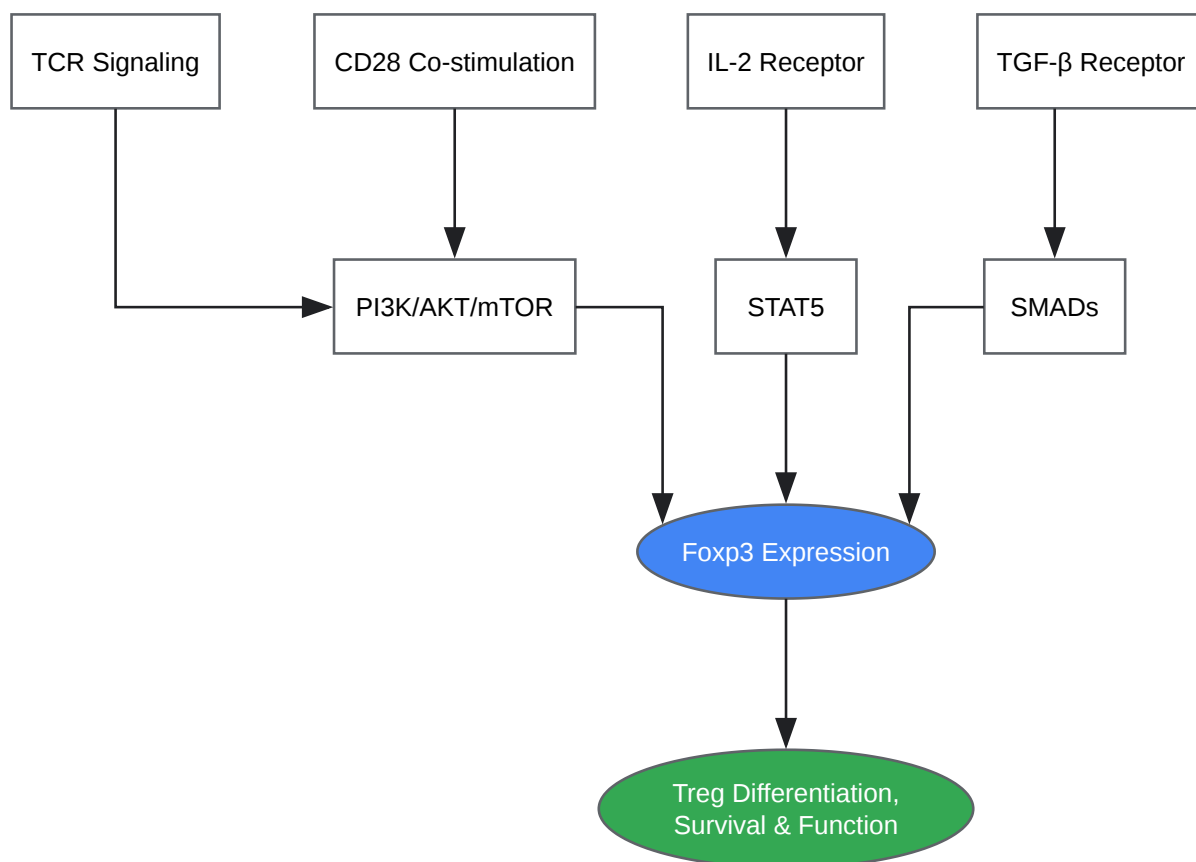 TCR Signaling
CD28 Co-stimulation
IL-2 Receptor
TGF-β Receptor
PI3K/AKT/mTOR
STAT5
SMADs
Foxp3 Expression
Treg Differentiation,
Survival & Function